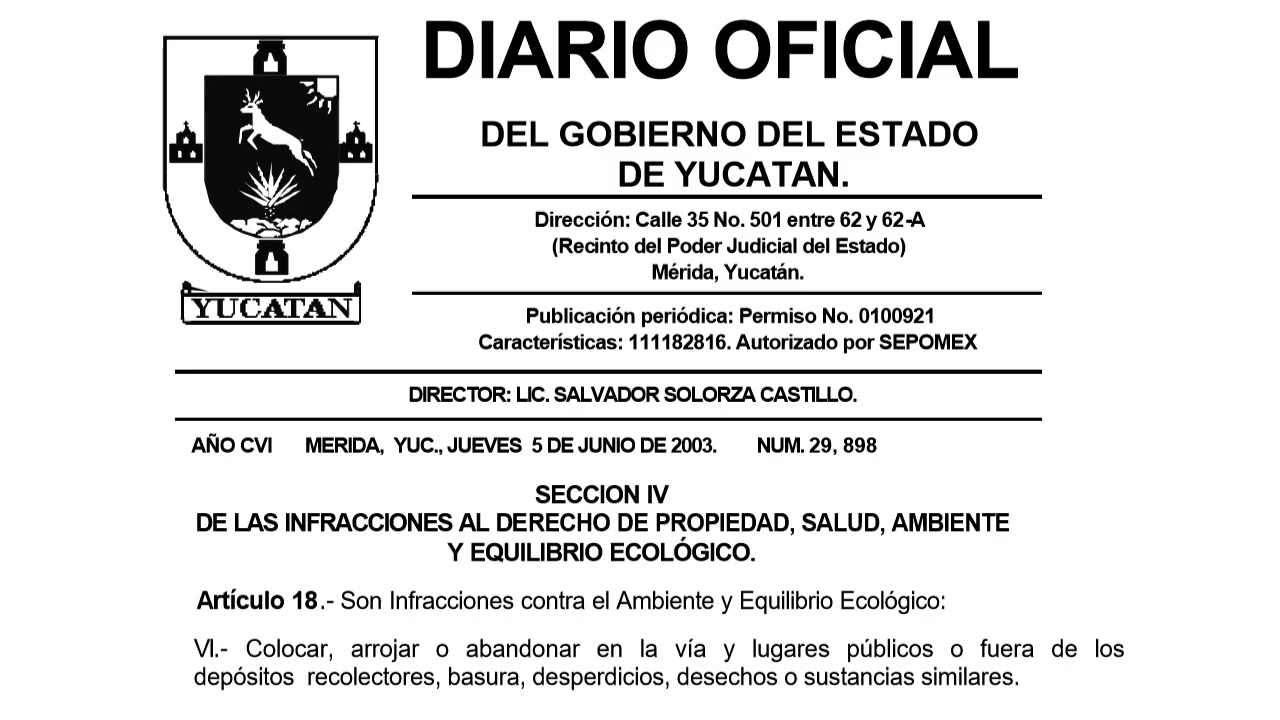 DIARIO OFICIAL
DEL GOBIERNO DEL ESTADO
DE YUCATAN.
Dirección: Calle 35 No. 501 entre 62 y 62-A
(Recinto del Poder Judicial del Estado)
Mérida, Yucatán.
YUCATAN
Publicación periódica: Permiso No. 0100921
Características: 111182816. Autorizado por SEPOMEX
DIRECTOR: LIC. SALVADOR SOLORZA CASTILLO.
AÑO CVI MERIDA, YUC., JUEVES 5 DE JUNIO DE 2003. NUM. 29, 898
SECCION IV
DE LAS INFRACCIONES AL DERECHO DE PROPIEDAD, SALUD, AMBIENTE
Y EQUILIBRIO ECOLÓGICO.
Artículo 18.- Son Infracciones contra el Ambiente y Equilibrio Ecológico:
VI.- Colocar, arrojar o abandonar en la vía y lugares públicos o fuera de los
depósitos recolectores, basura, desperdicios, desechos o sustancias similares.